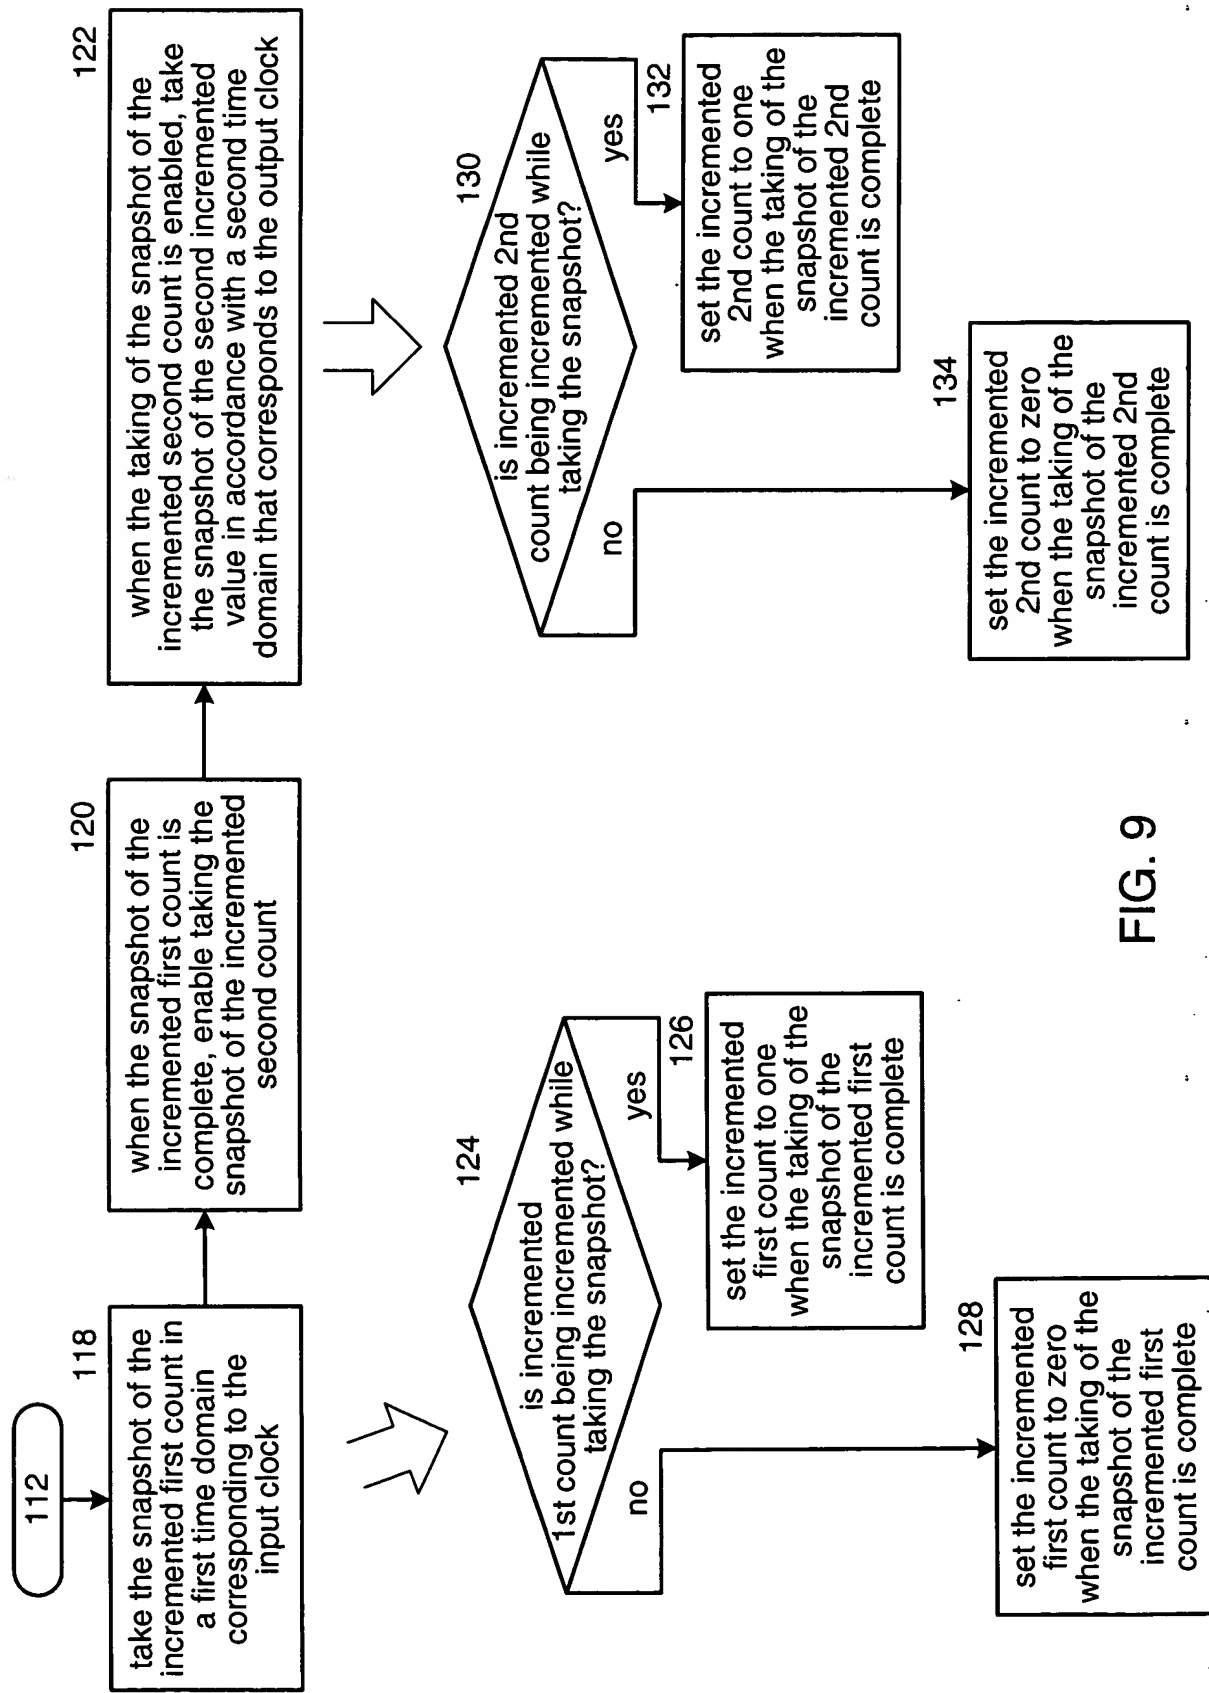 112
118
take the snapshot of the
incremented first count in
a first time domain
corresponding to the
input clock
120
when the snapshot of the
incremented first count is
complete, enable taking the
snapshot of the incremented
second count
122
when the taking of the snapshot of the
incremented second count is enabled, take
the snapshot of the second incremented
value in accordance with a second time
domain that corresponds to the output clock
124
is incremented
1st count being incremented while
taking the snapshot?
yes
no
126
set the incremented
first count to one
when the taking of the
snapshot of the
incremented first
count is complete
128
set the incremented
first count to zero
when the taking of the
snapshot of the
incremented first
count is complete
130
is incremented 2nd
count being incremented while
taking the snapshot?
yes
no
132
set the incremented
2nd count to one
when the taking of the
snapshot of the
incremented 2nd
count is complete
134
set the incremented
2nd count to zero
when the taking of the
snapshot of the
incremented 2nd
count is complete
FIG. 9